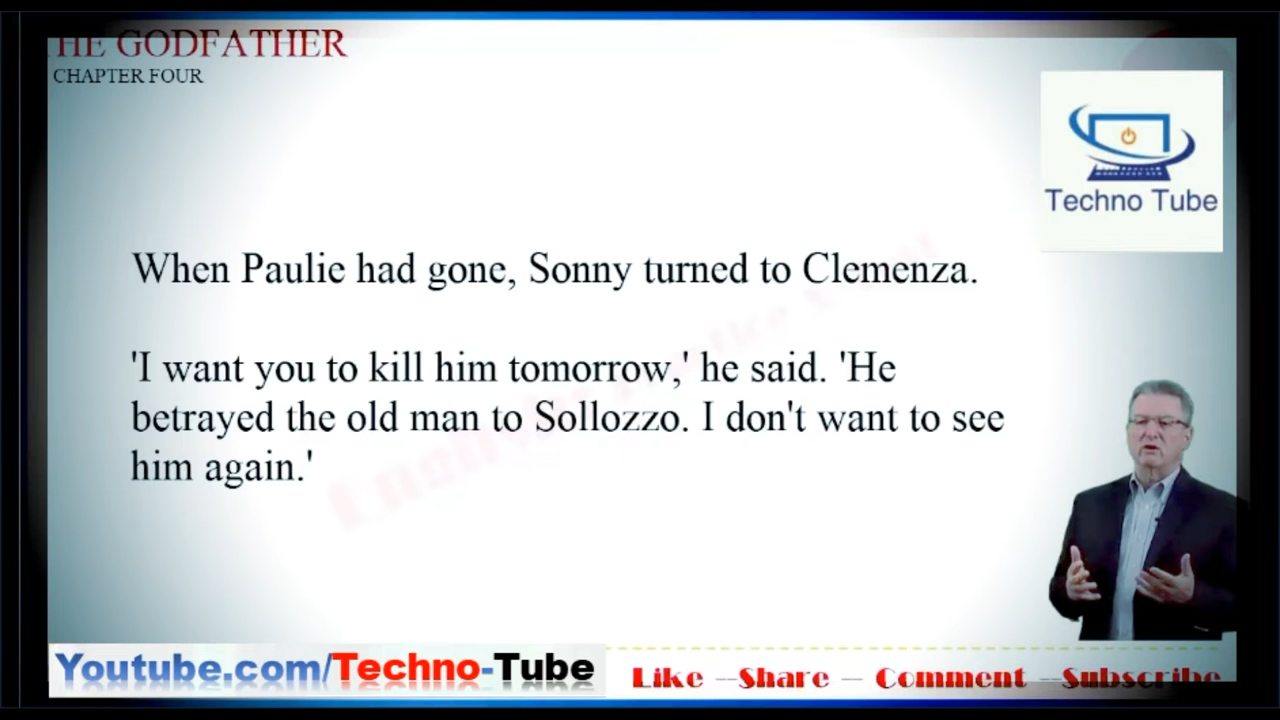 THE GODFATHER
CHAPTER FOUR
Techno Tube
When Paulie had gone, Sonny turned to Clemenza.
'I want you to kill him tomorrow,' he said. 'He
betrayed the old man to Sollozzo. I don't want to see
him again.'
Youtube.com/Techno-Tube
Like – Share – Comment – Subscribe